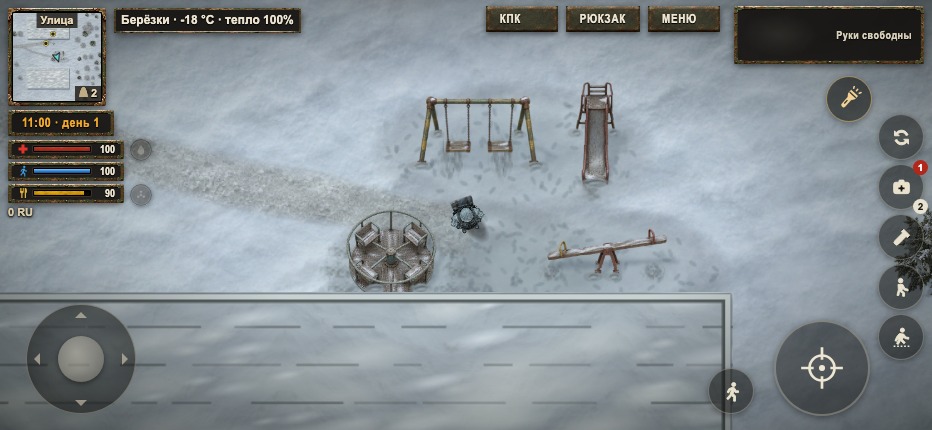 Улица
Берёзки · -18 °C · тепло 100%
КПК
РЮКЗАК
МЕНЮ
Руки свободны
2
11:00 · день 1
100
100
90
0 RU
1
2